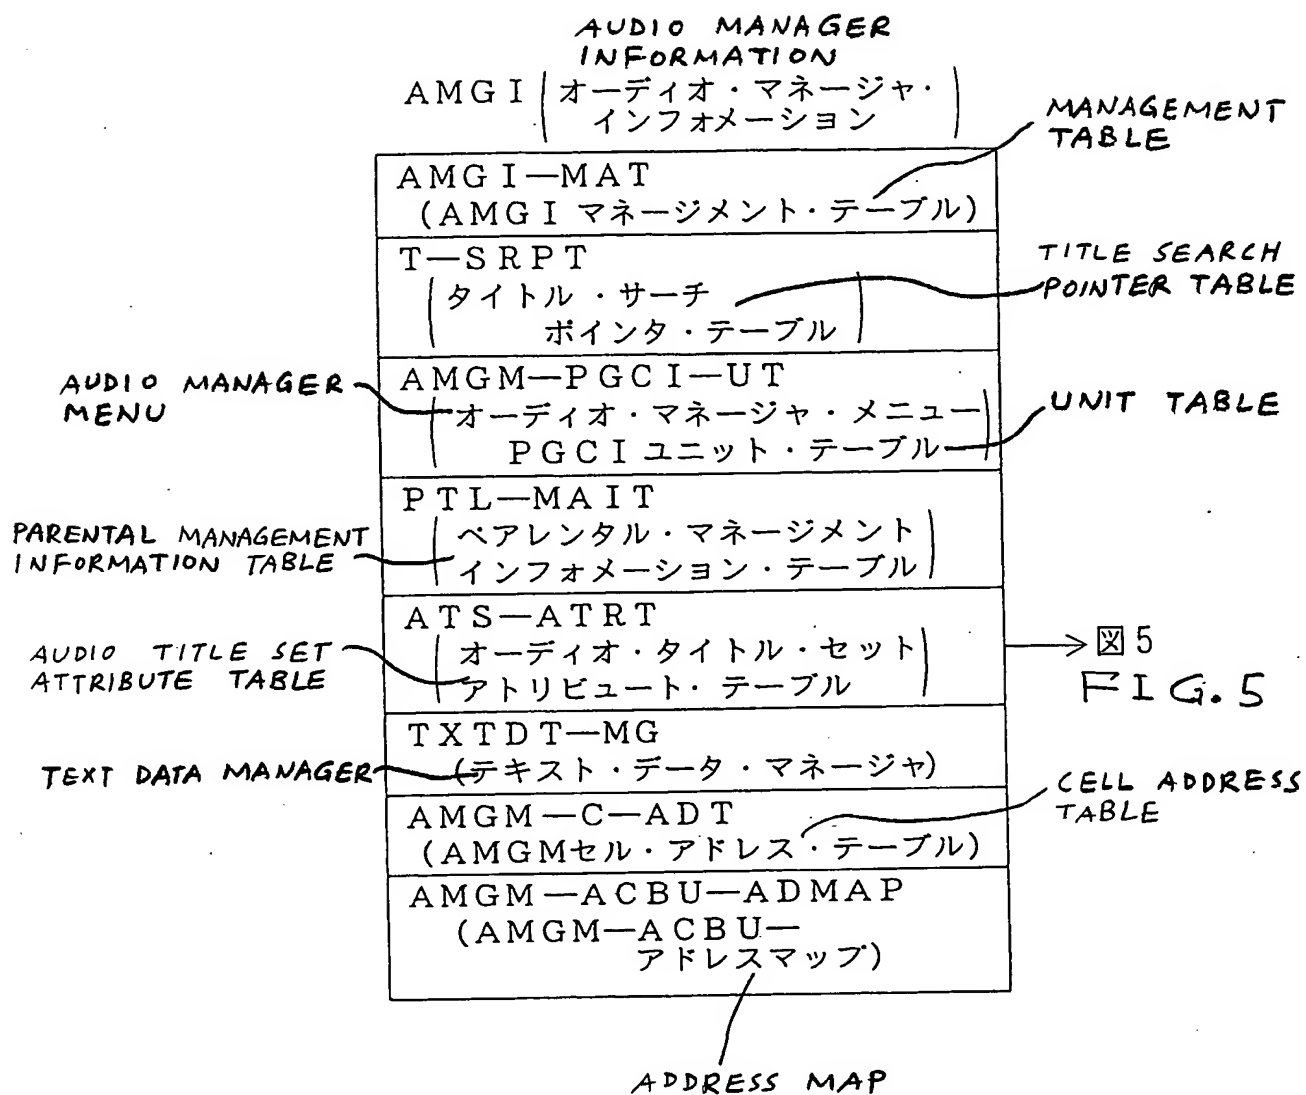 AUDIO MANAGER
INFORMATION
AMGI(オーディオ・マネージャ・
インフォメーション)
MANAGEMENT
TABLE
AMGI—MAT
(AMGIマネージメント・テーブル)
T—SRPT
(タイトル・サーチ
ポインタ・テーブル)
TITLE SEARCH
POINTER TABLE
AUDIO MANAGER
MENU
AMGM—PGCI—UT
(オーディオ・マネージャ・メニュー
PGCIユニット・テーブル)
UNIT TABLE
PARENTAL MANAGEMENT
INFORMATION TABLE
PTL—MAIT
(ペアレンタル・マネージメント
インフォメーション・テーブル)
AUDIO TITLE SET
ATTRIBUTE TABLE
ATS—ATRT
(オーディオ・タイトル・セット
アトリビュート・テーブル)
図5
FIG.5
TEXT DATA MANAGER
TXTDT—MG
(テキスト・データ・マネージャ)
CELL ADDRESS
TABLE
AMGM—C—ADT
(AMGMセル・アドレス・テーブル)
AMGM—ACBU—ADMAP
(AMGM—ACBU—
アドレスマップ)
ADDRESS MAP